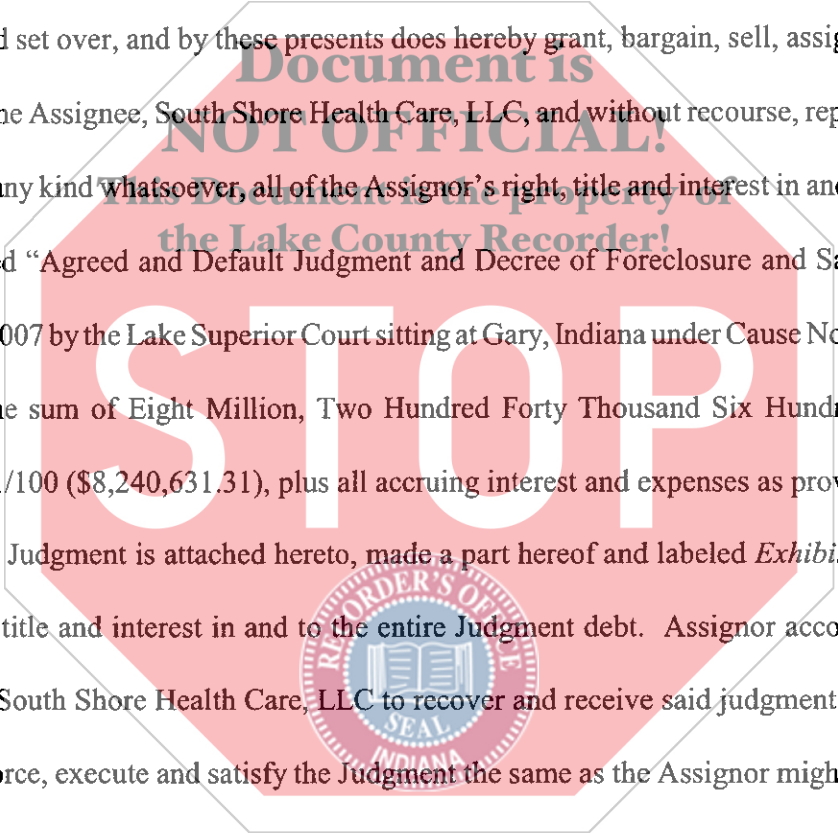 d set over, and by these presents does hereby grant, bargain, sell, assig
Document is
he Assignee, South Shore Health Care, LLC, and without recourse, rep
NOT OFFICIAL!
any kind whatsoever, all of the Assignor's right, title and interest in and
This Document is the property of
the Lake County Recorder!
d “Agreed and Default Judgment and Decree of Foreclosure and Sa
007 by the Lake Superior Court sitting at Gary, Indiana under Cause No
STOP
he sum of Eight Million, Two Hundred Forty Thousand Six Hundr
/100 ($8,240,631.31), plus all accruing interest and expenses as prov
Judgment is attached hereto, made a part hereof and labeled Exhibi
title and interest in and to the entire Judgment debt. Assignor acco
South Shore Health Care, LLC to recover and receive said judgment
orce, execute and satisfy the Judgment the same as the Assignor migh
RECORDER'S OFFICE
SEAL
INDIANA